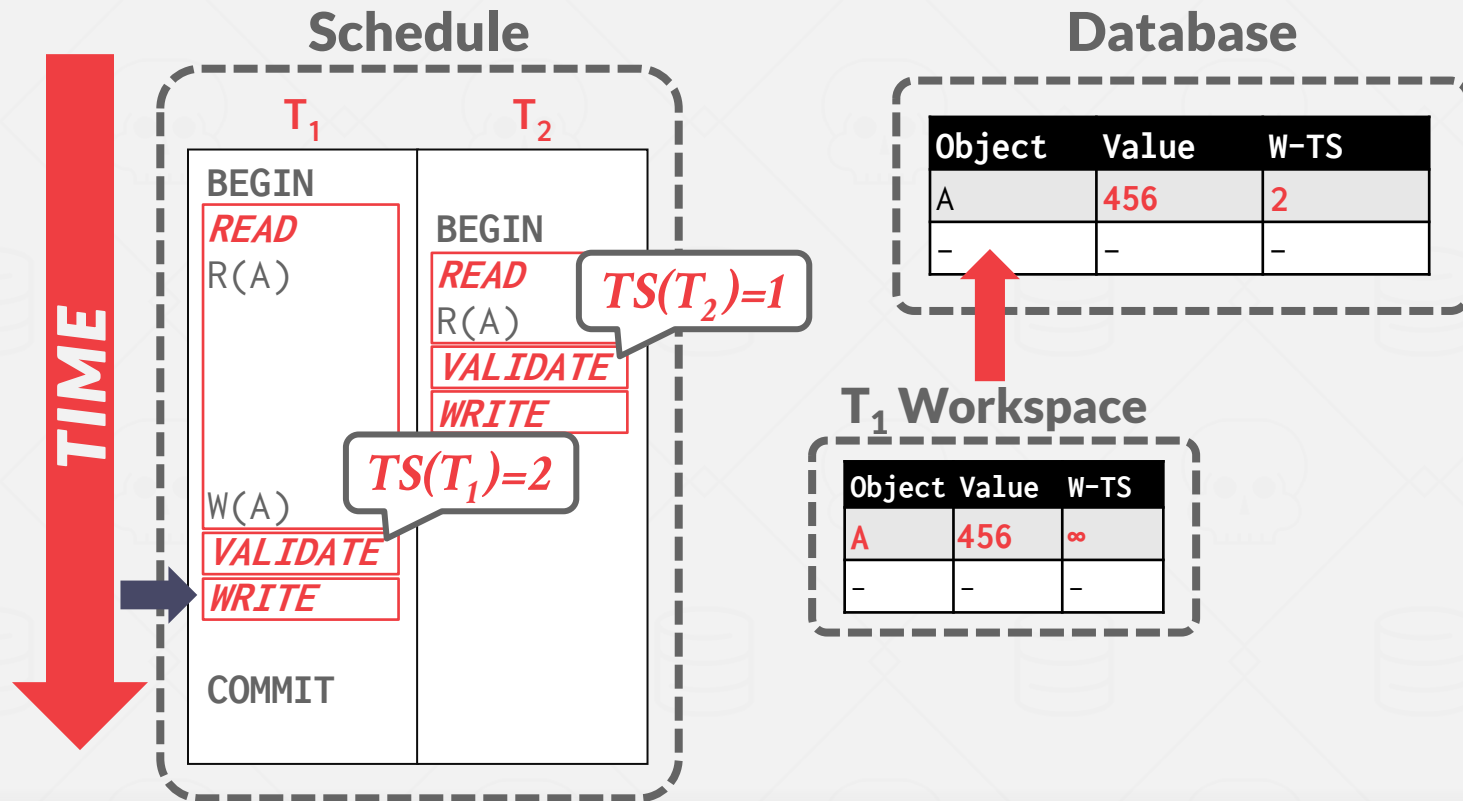 Schedule
TIME
T₁ T₂
BEGIN
READ
R(A)
W(A)
VALIDATE
WRITE
COMMIT
BEGIN
READ
R(A)
VALIDATE
WRITE
TS(T₂)=1
TS(T₁)=2
Database
Object Value W-TS
A 456 2
- - -
T₁ Workspace
Object Value W-TS
A 456 ∞
- - -